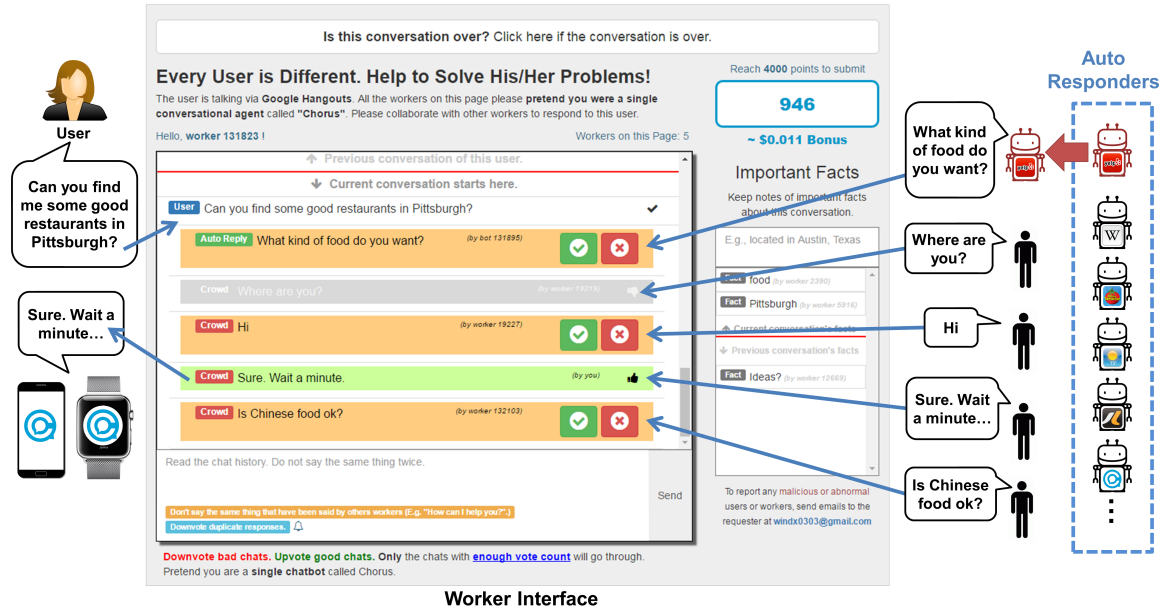 Is this conversation over? Click here if the conversation is over.
Every User is Different. Help to Solve His/Her Problems!
The user is talking via Google Hangouts. All the workers on this page please pretend you were a single
conversational agent called "Chorus". Please collaborate with other workers to respond to this user.
Hello, worker 131823 !
Workers on this Page: 5
Reach 4000 points to submit
946
~ $0.011 Bonus
User
Can you find
me some good
restaurants in
Pittsburgh?
Sure. Wait a
minute…
Previous conversation of this user.
Current conversation starts here.
User Can you find some good restaurants in Pittsburgh?
Auto Reply What kind of food do you want? (by bot 131895)
Crowd Where are you? (by worker 19219)
Crowd Hi (by worker 19227)
Crowd Sure. Wait a minute. (by you)
Crowd Is Chinese food ok? (by worker 132103)
Read the chat history. Do not say the same thing twice.
Send
Don't say the same thing that have been said by others workers (E.g. "How can I help you?".)
Downvote duplicate responses.
Downvote bad chats. Upvote good chats. Only the chats with enough vote count will go through.
Pretend you are a single chatbot called Chorus.
Important Facts
Keep notes of important facts
about this conversation.
E.g., located in Austin, Texas
Fact food (by worker 2390)
Fact Pittsburgh (by worker 5916)
Current conversation's facts
Previous conversation's facts
Fact Ideas? (by worker 12669)
To report any malicious or abnormal
users or workers, send emails to the
requester at windx0303@gmail.com
What kind
of food do
you want?
Where are
you?
Hi
Sure. Wait
a minute…
Is Chinese
food ok?
Auto
Responders
yelp
yelp
W
Worker Interface